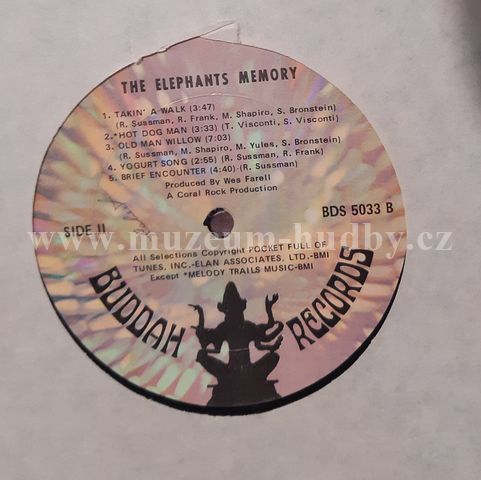 THE ELEPHANTS MEMORY
1. TAKIN' A WALK (3:47)
(R. Sussman, R. Frank, M. Shapiro, S. Bronstein)
2.*HOT DOG MAN (3:33) (T. Visconti, S. Visconti)
3. OLD MAN WILLOW (7:03)
(R. Sussman, M. Shapiro, M. Yules, S. Bronstein)
4. YOGURT SONG (2:55) (R. Sussman, R. Frank)
5. BRIEF ENCOUNTER (4:40) (R. Sussman)
Produced By Wes Farell
A Coral Rock Production
SIDE II
BDS 5033 B
www.muzeum-hudby.cz
All Selections Copyright POCKET FULL OF
TUNES, INC.-ELAN ASSOCIATES, LTD.-BMI
Except *MELODY TRAILS MUSIC-BMI
BUDDAH RECORDS